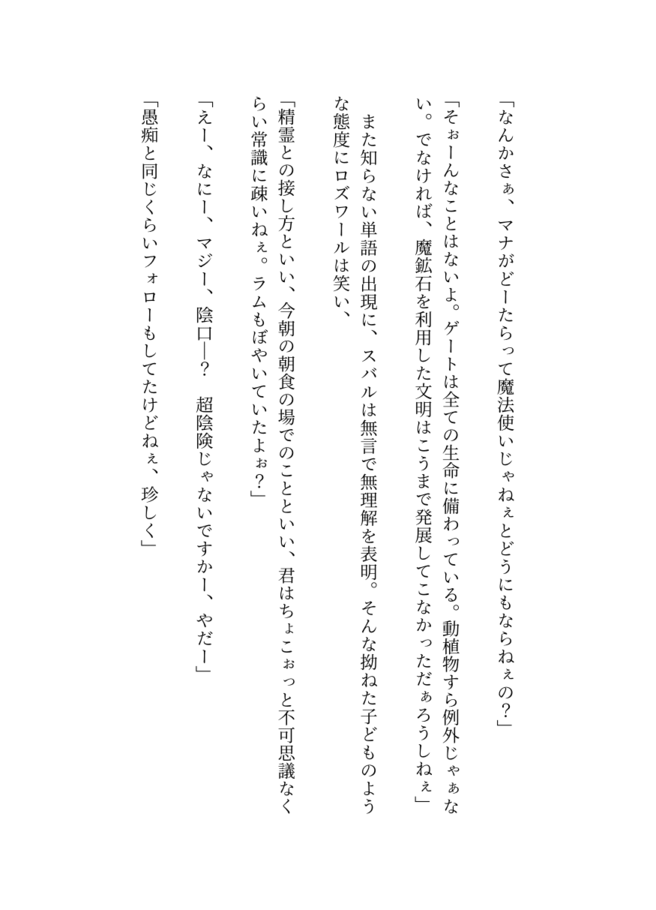 「なんかさぁ、マナがどーたらって魔法使いじゃねぇとどうにもならねぇの？」
「そぉーんなことはないよ。ゲートは全ての生命に備わっている。動植物すら例外じゃぁな
い。でなければ、魔鉱石を利用した文明はこうまで発展してこなかっただぁろうしねぇ」
　また知らない単語の出現に、スバルは無言で無理解を表明。そんな拗ねた子どものよう
な態度にロズワールは笑い、
「精霊との接し方といい、今朝の朝食の場でのことといい、君はちょこぉっと不可思議なく
らい常識に疎いねぇ。ラムもぼやいていたよぉ？」
「えー、なにー、マジー、陰口―？　超陰険じゃないですかー、やだー」
「愚痴と同じくらいフォローもしてたけどねぇ、珍しく」